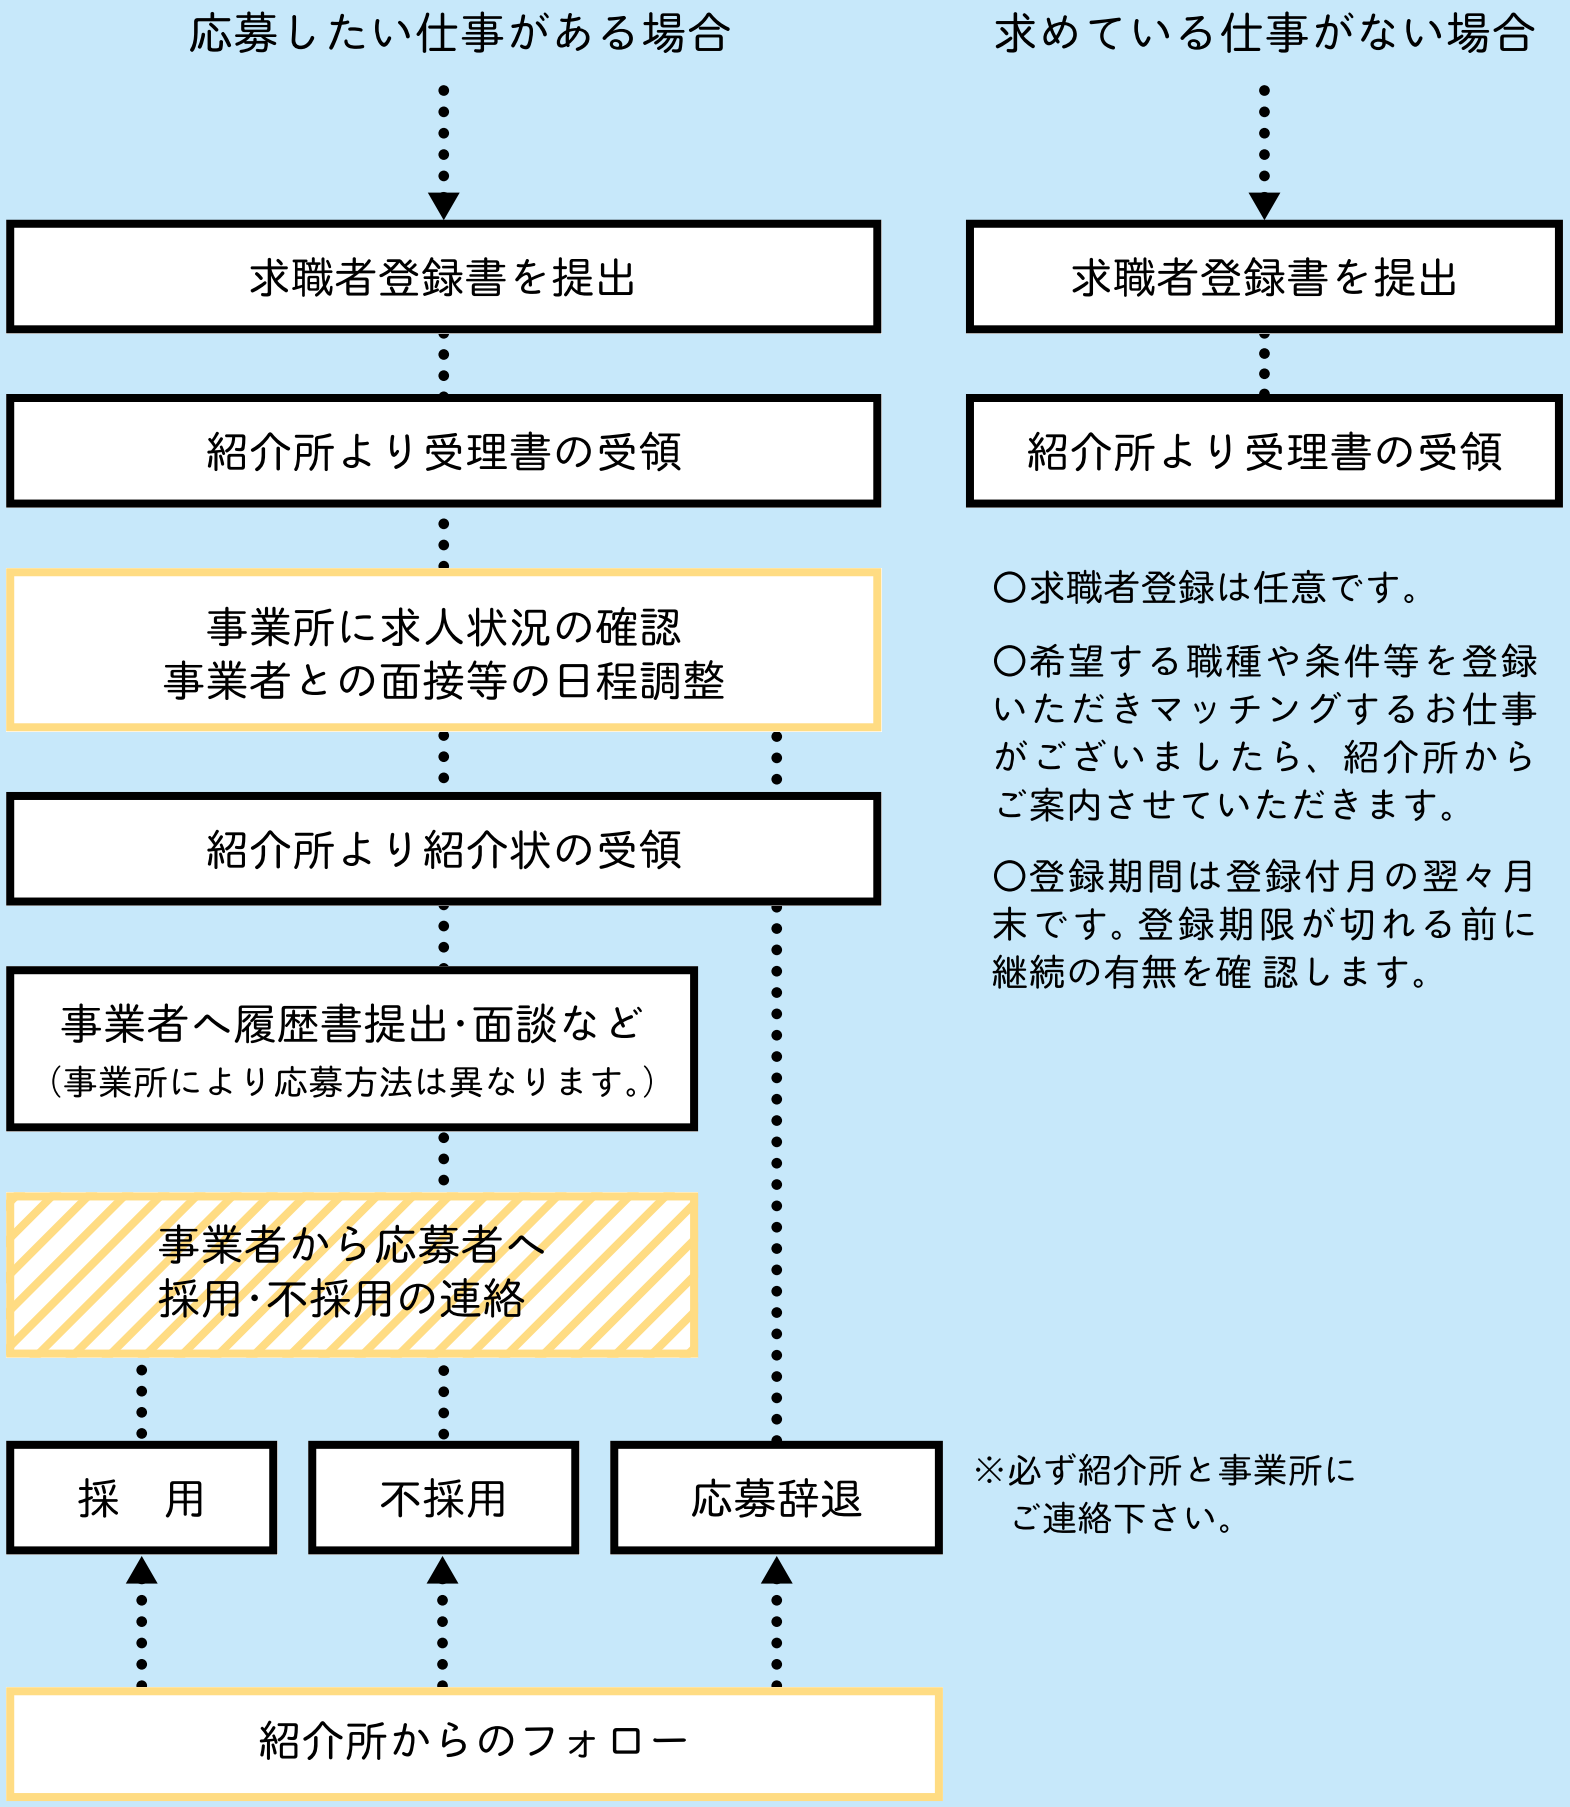 応募したい仕事がある場合
求職者登録書を提出
紹介所より受理書の受領
事業所に求人状況の確認
事業者との面接等の日程調整
紹介所より紹介状の受領
事業者へ履歴書提出・面談など
（事業所により応募方法は異なります。）
事業者から応募者へ
採用・不採用の連絡
採　用
不採用
応募辞退
※必ず紹介所と事業所に
ご連絡下さい。
紹介所からのフォロー
求めている仕事がない場合
求職者登録書を提出
紹介所より受理書の受領
〇求職者登録は任意です。
〇希望する職種や条件等を登録
いただきマッチングするお仕事
がございましたら、紹介所から
ご案内させていただきます。
〇登録期間は登録付月の翌々月
末です。登録期限が切れる前に
継続の有無を確 認します。